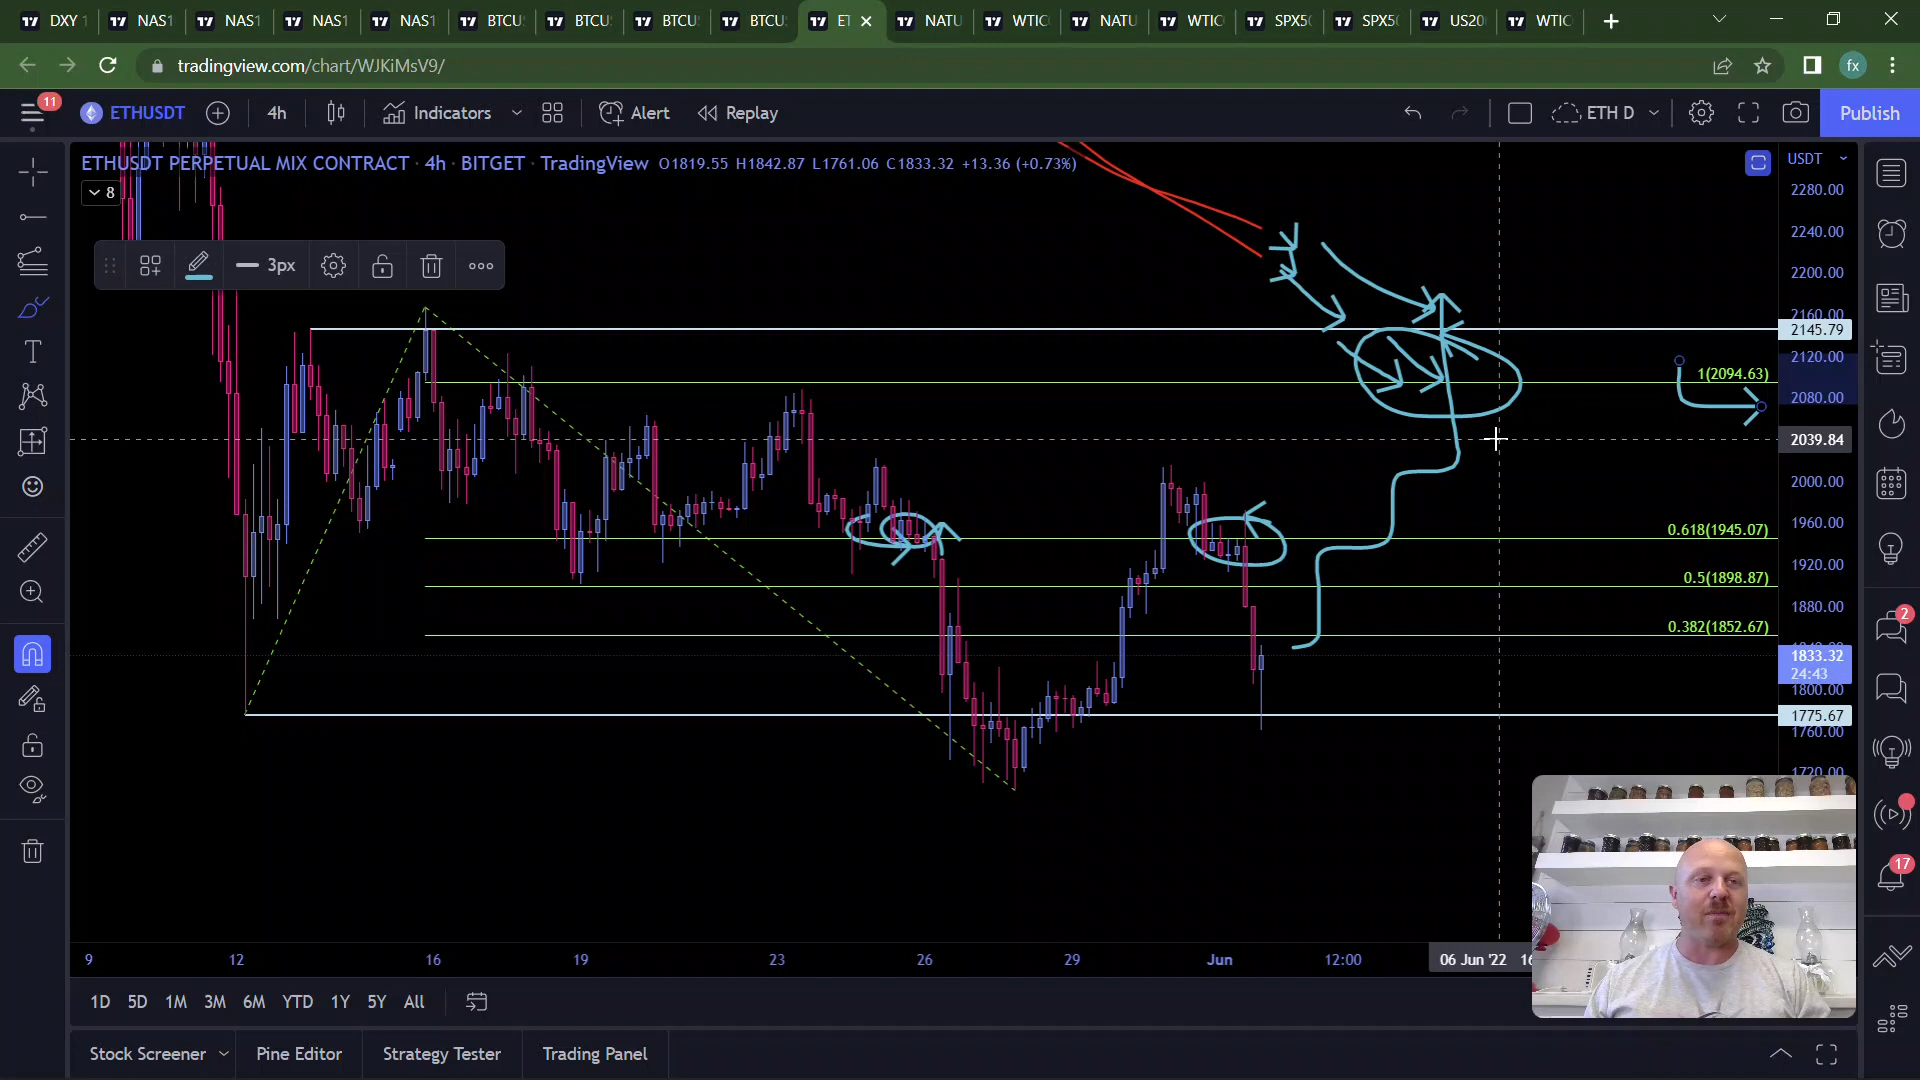 DXY 1
NAS1
NAS1
NAS1
NAS1
BTCU
BTCU
BTCU
BTCU
ET
NATU
WTIC
NATU
WTIC
SPX5
SPX5
US20
WTIC
tradingview.com/chart/WJKiMsV9/
fx
11
ETHUSDT
4h
Indicators
Alert
Replay
ETH D
Publish
ETHUSDT PERPETUAL MIX CONTRACT · 4h · BITGET · TradingView O1819.55 H1842.87 L1761.06 C1833.32 +13.36 (+0.73%)
USDT
8
3px
2280.00
2240.00
2200.00
2160.00
2145.79
2120.00
1(2094.63)
2080.00
2039.84
2000.00
1960.00
0.618(1945.07)
1920.00
0.5(1898.87)
1880.00
0.382(1852.67)
1833.32
24:43
1800.00
1775.67
1760.00
1720.00
2
17
9
12
16
19
23
26
29
Jun
12:00
06 Jun '22
1D
5D
1M
3M
6M
YTD
1Y
5Y
All
Stock Screener
Pine Editor
Strategy Tester
Trading Panel